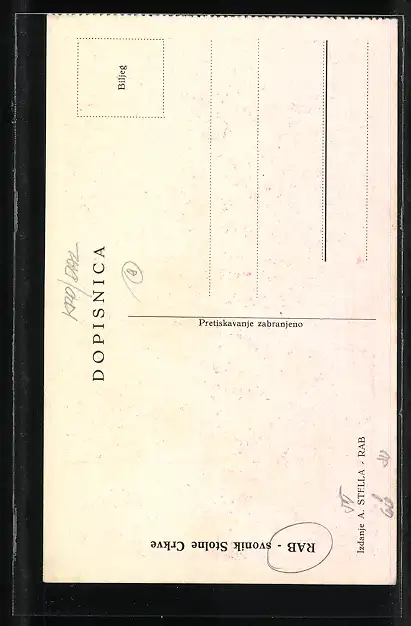 Biljeg
DOPISNICA
Pretiskavanje zabranjeno
RAB - svonik Stolne Crkve
Izdanje A. STELLA - RAB